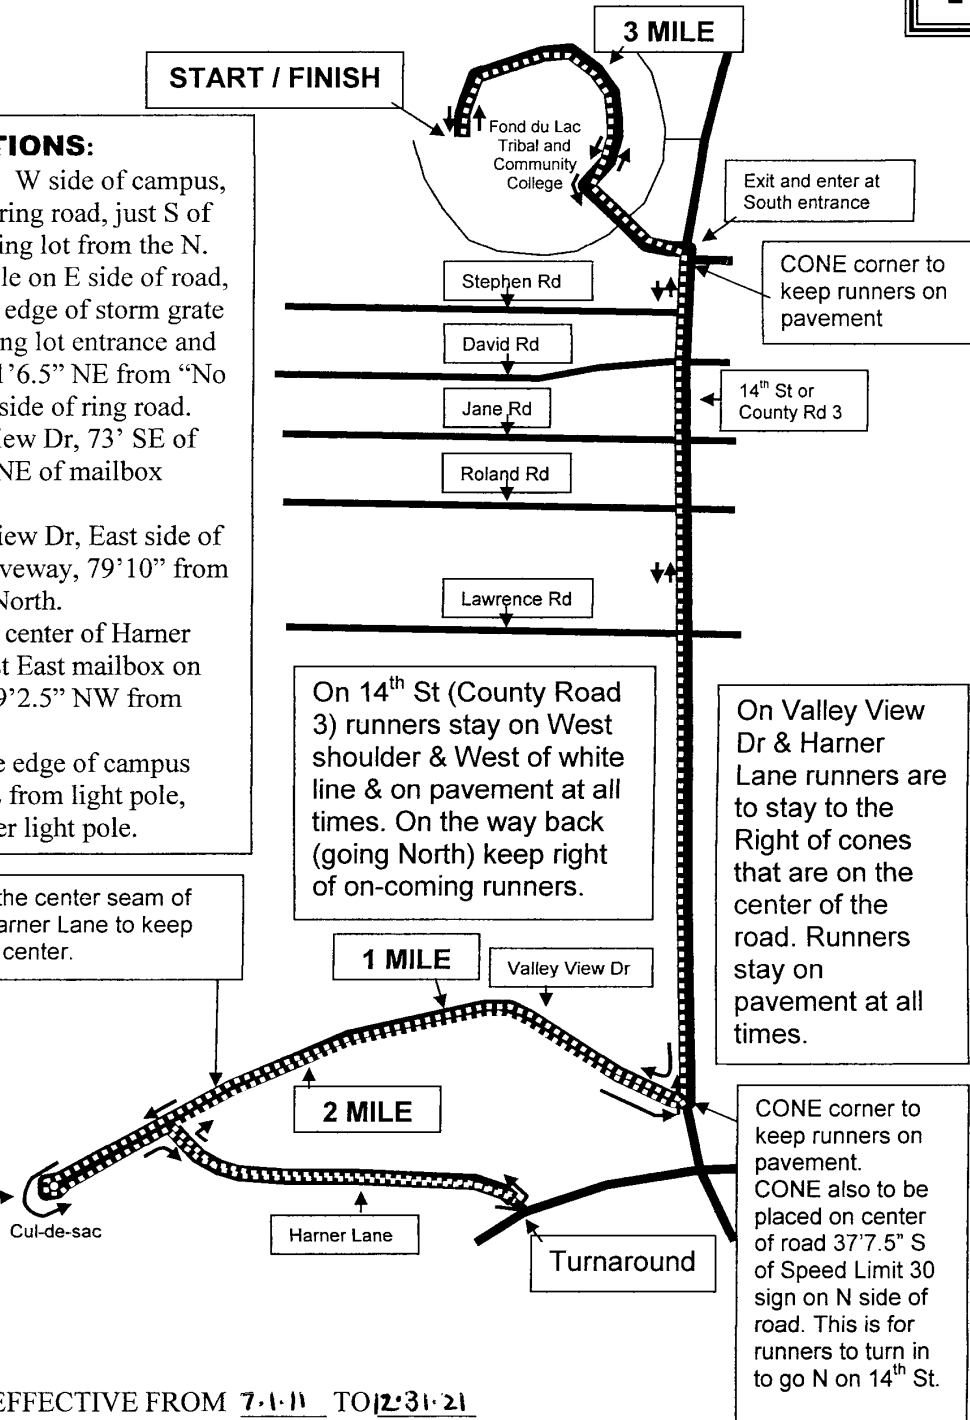 3 MILE
START / FINISH
Fond du Lac
Tribal and
Community
College
Exit and enter at
South entrance
CONE corner to
keep runners on
pavement
TIONS:
W side of campus,
ring road, just S of
ing lot from the N.
le on E side of road,
edge of storm grate
ng lot entrance and
1’6.5” NE from “No
side of ring road.
iew Dr, 73’ SE of
NE of mailbox
iew Dr, East side of
veway, 79’10” from
North.
center of Harner
st East mailbox on
9’2.5” NW from
e edge of campus
from light pole,
er light pole.
Stephen Rd
David Rd
Jane Rd
Roland Rd
Lawrence Rd
14th St or
County Rd 3
On 14th St (County Road
3) runners stay on West
shoulder & West of white
line & on pavement at all
times. On the way back
(going North) keep right
of on-coming runners.
On Valley View
Dr & Harner
Lane runners are
to stay to the
Right of cones
that are on the
center of the
road. Runners
stay on
pavement at all
times.
the center seam of
arner Lane to keep
center.
1 MILE
Valley View Dr
2 MILE
Cul-de-sac
Harner Lane
Turnaround
CONE corner to
keep runners on
pavement.
CONE also to be
placed on center
of road 37'7.5” S
of Speed Limit 30
sign on N side of
road. This is for
runners to turn in
to go N on 14th St.
EFFECTIVE FROM 7.1.11 TO 12.31.21